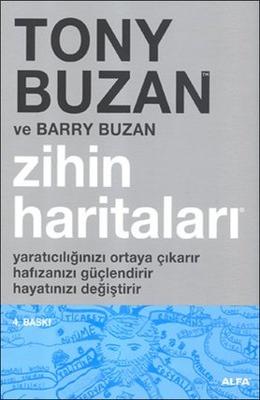 TONY
BUZAN™
ve BARRY BUZAN
zihin
haritaları®
yaratıcılığınızı ortaya çıkarır
hafızanızı güçlendirir
hayatınızı değiştirir
4. BASKI
ALFA